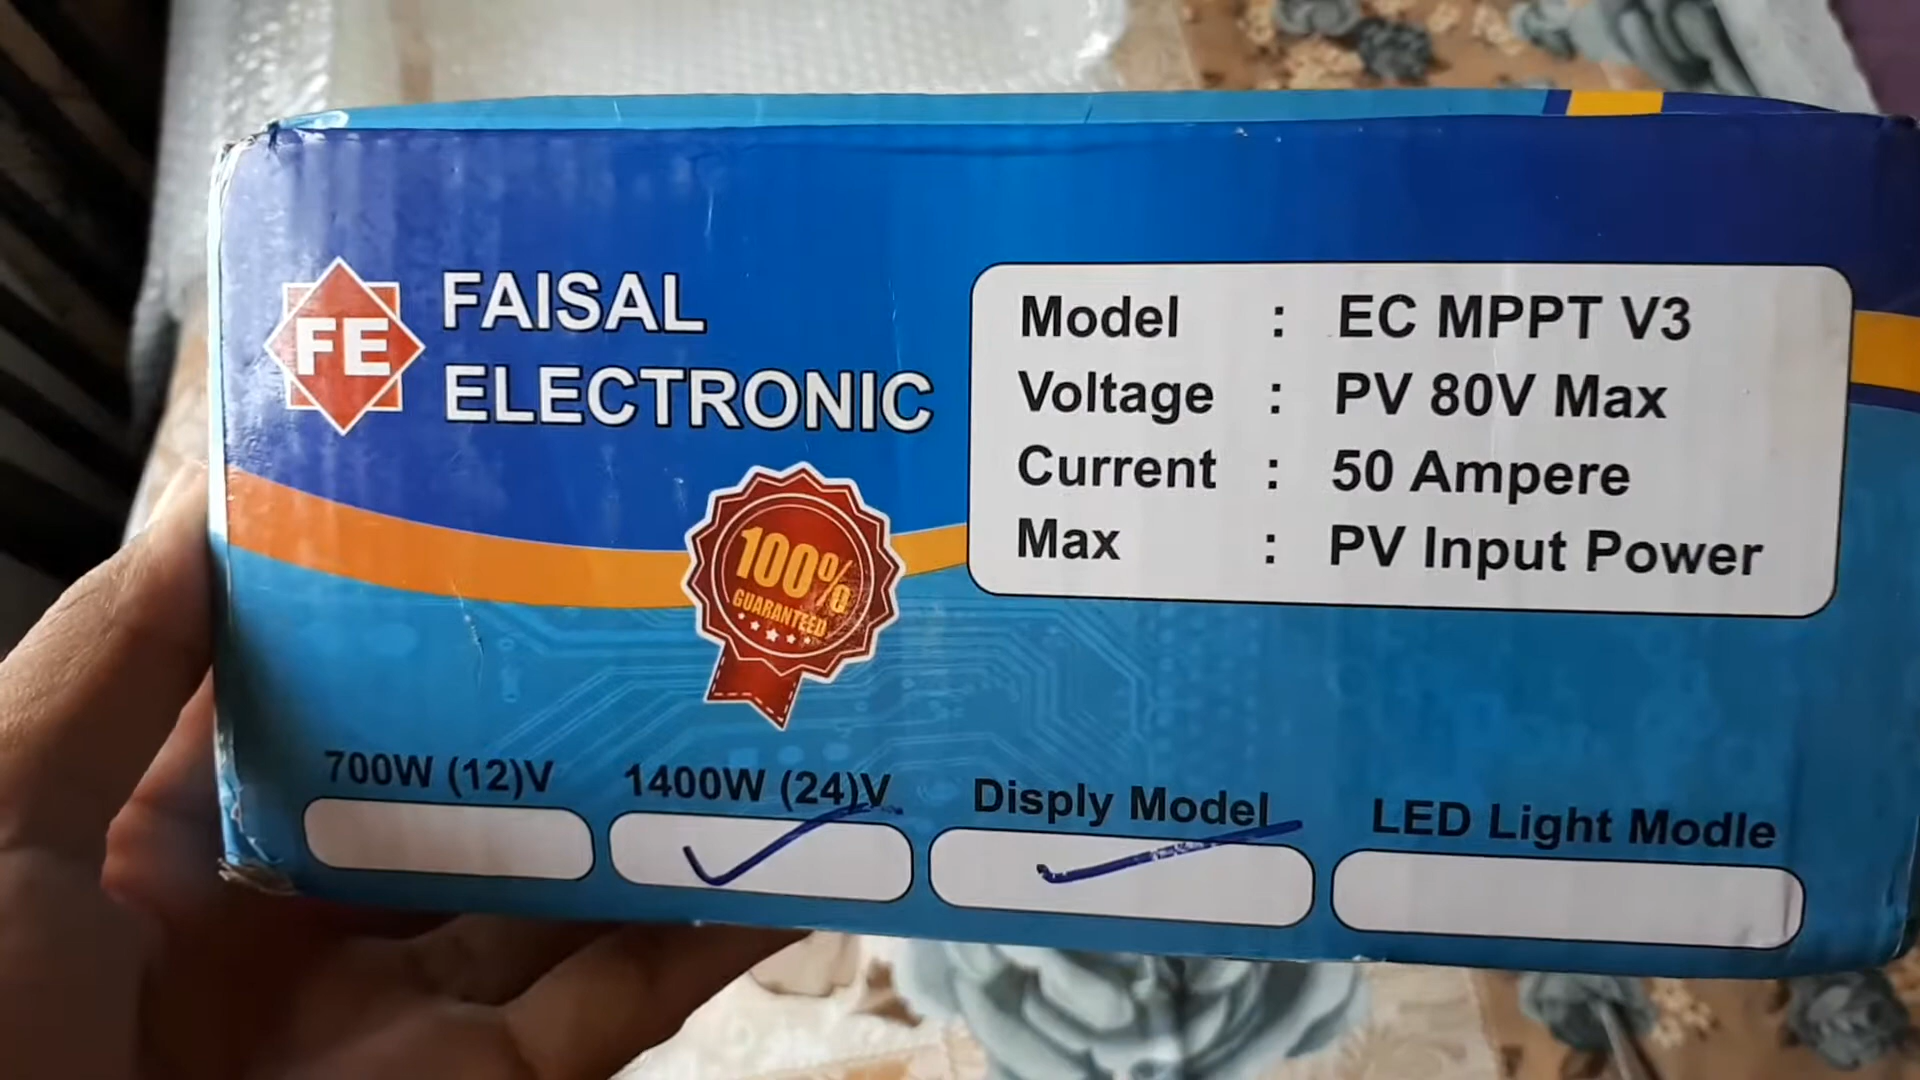 FE
FAISAL
ELECTRONIC
Model : EC MPPT V3
Voltage : PV 80V Max
Current : 50 Ampere
Max : PV Input Power
100%
GUARANTEED
700W (12)V
1400W (24)V
Disply Model
LED Light Modle